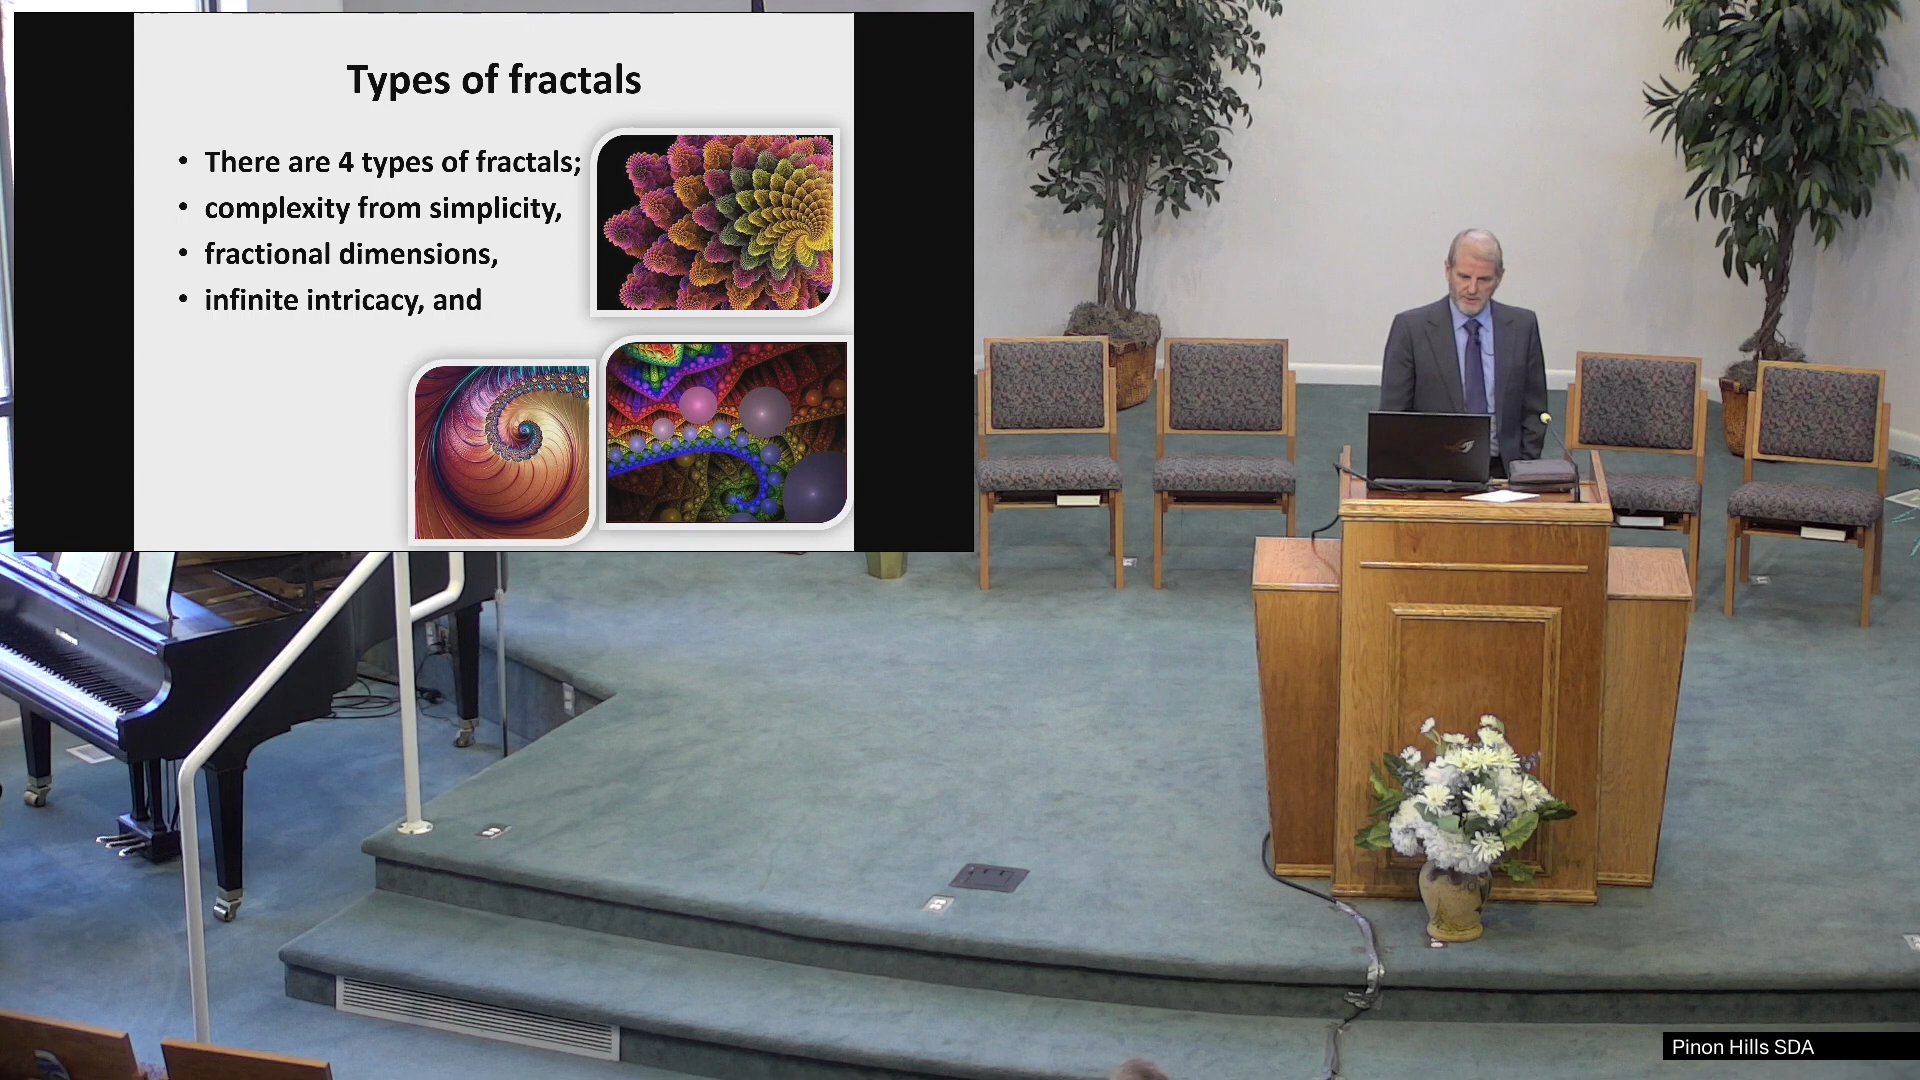 Types of fractals
• There are 4 types of fractals;
• complexity from simplicity,
• fractional dimensions,
• infinite intricacy, and
Pinon Hills SDA